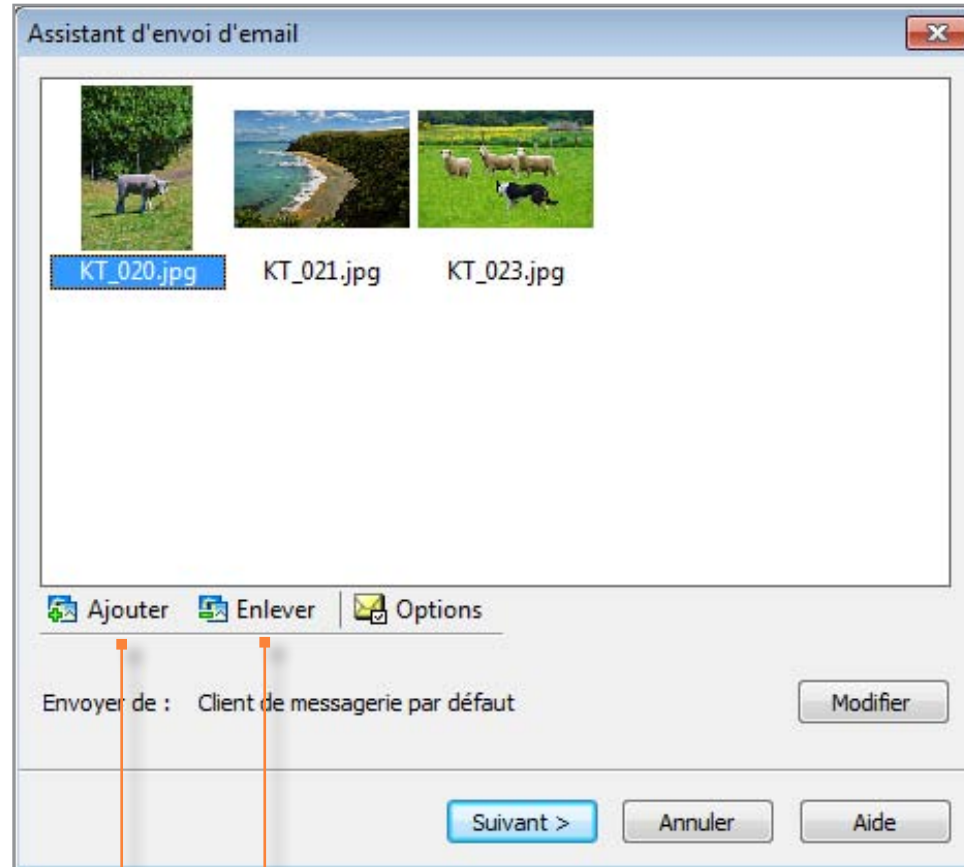 Assistant d'envoi d'email
KT_020.jpg KT_021.jpg KT_023.jpg
Ajouter Enlever Options
Envoyer de : Client de messagerie par défaut Modifier
Suivant > Annuler Aide